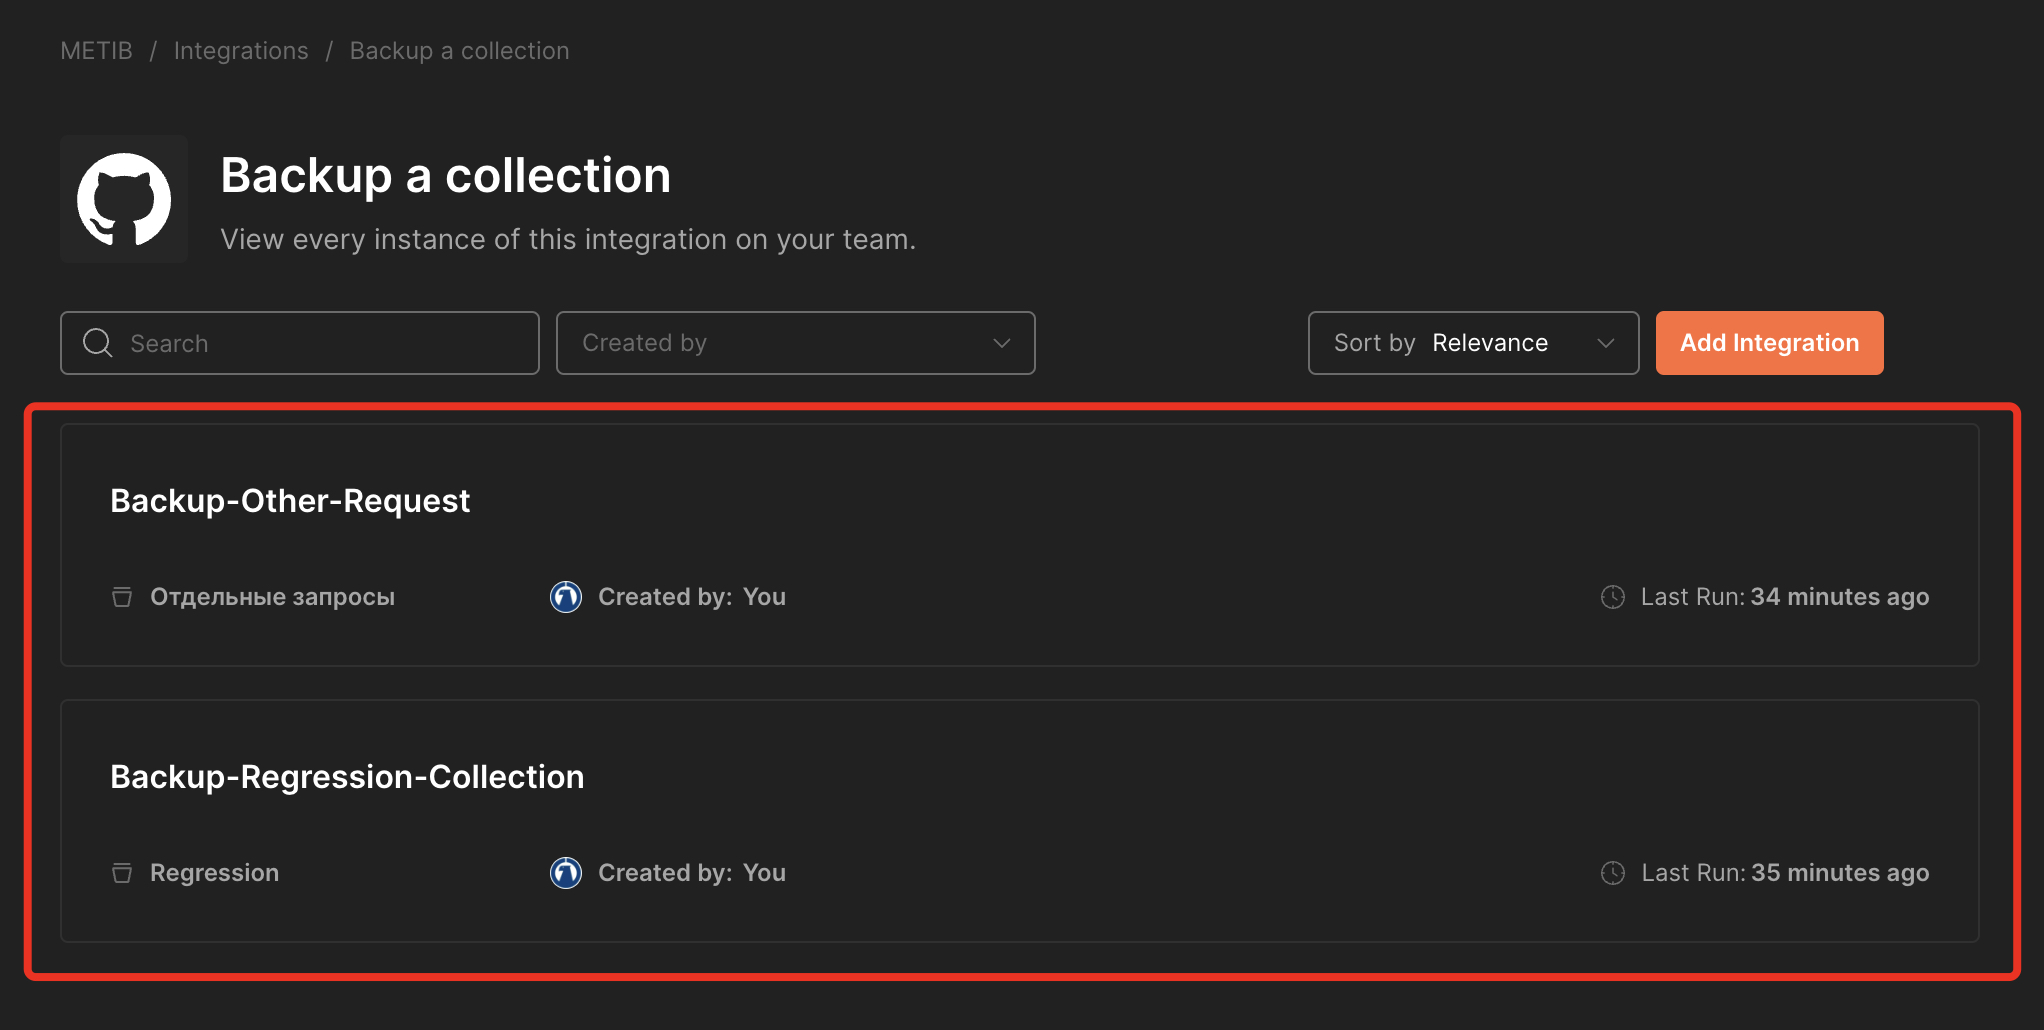 METIB / Integrations / Backup a collection
Backup a collection
View every instance of this integration on your team.
Search
Created by
Sort by Relevance
Add Integration
Backup-Other-Request
Отдельные запросы
Created by: You
Last Run: 34 minutes ago
Backup-Regression-Collection
Regression
Created by: You
Last Run: 35 minutes ago